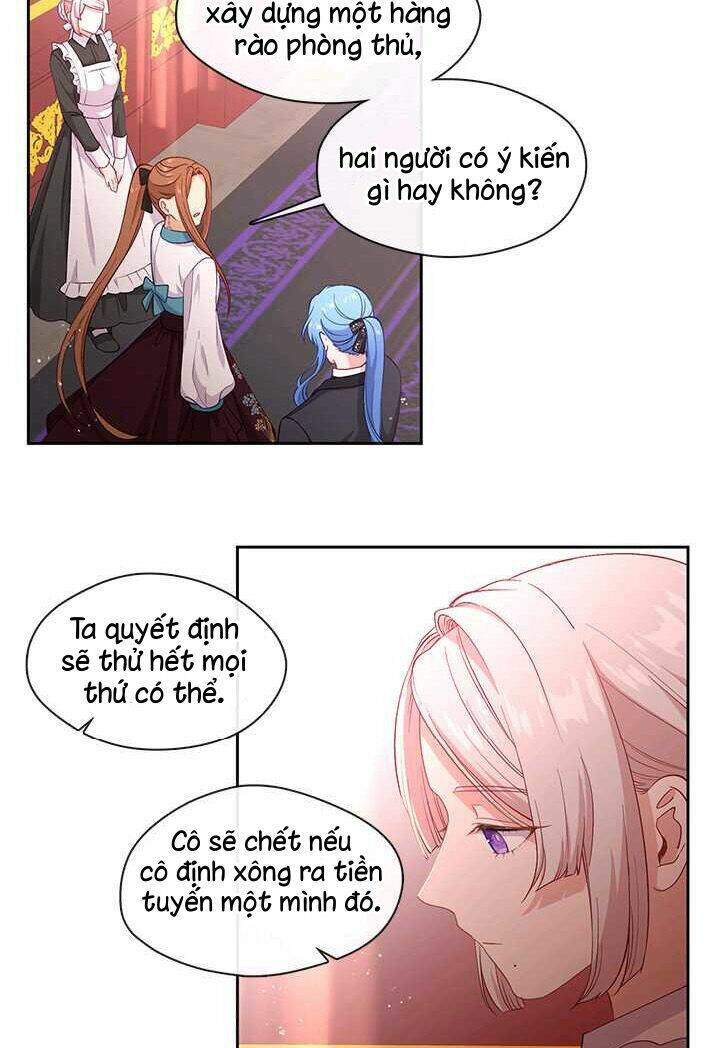 xây dựng một hàng
rào phòng thủ,
hai người có ý kiến
gì hay không?
Ta quyết định
sẽ thử hết mọi
thứ có thể.
Cô sẽ chết nếu
cô định xông ra tiền
tuyến một mình đó.